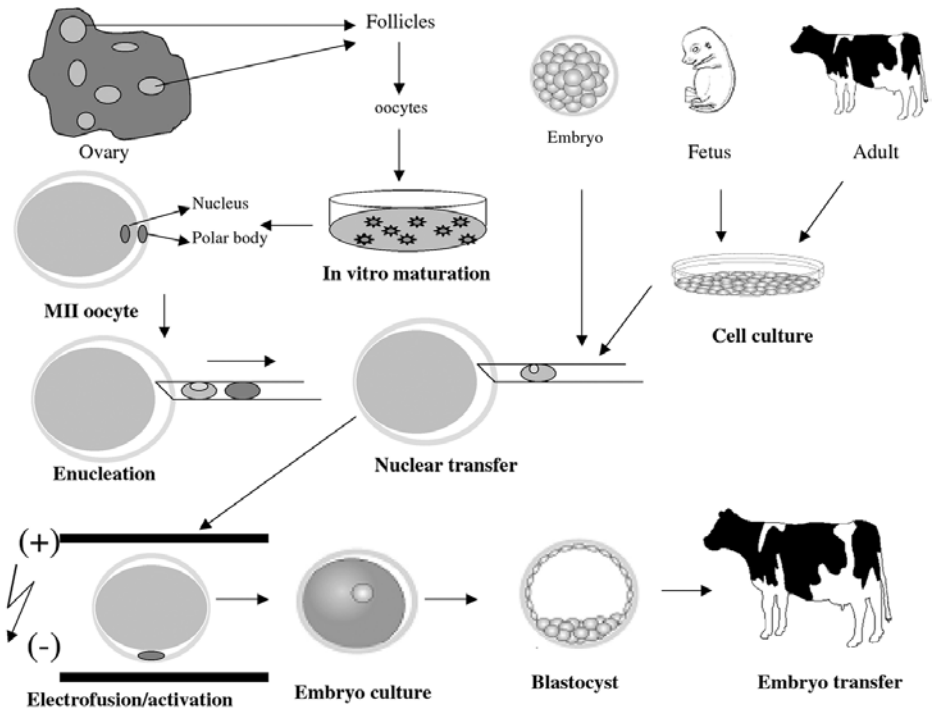 Follicles
oocytes
Ovary
Embryo
Fetus
Adult
Nucleus
Polar body
In vitro maturation
MII oocyte
Cell culture
Enucleation
Nuclear transfer
(+)
(-)
Electrofusion/activation
Embryo culture
Blastocyst
Embryo transfer